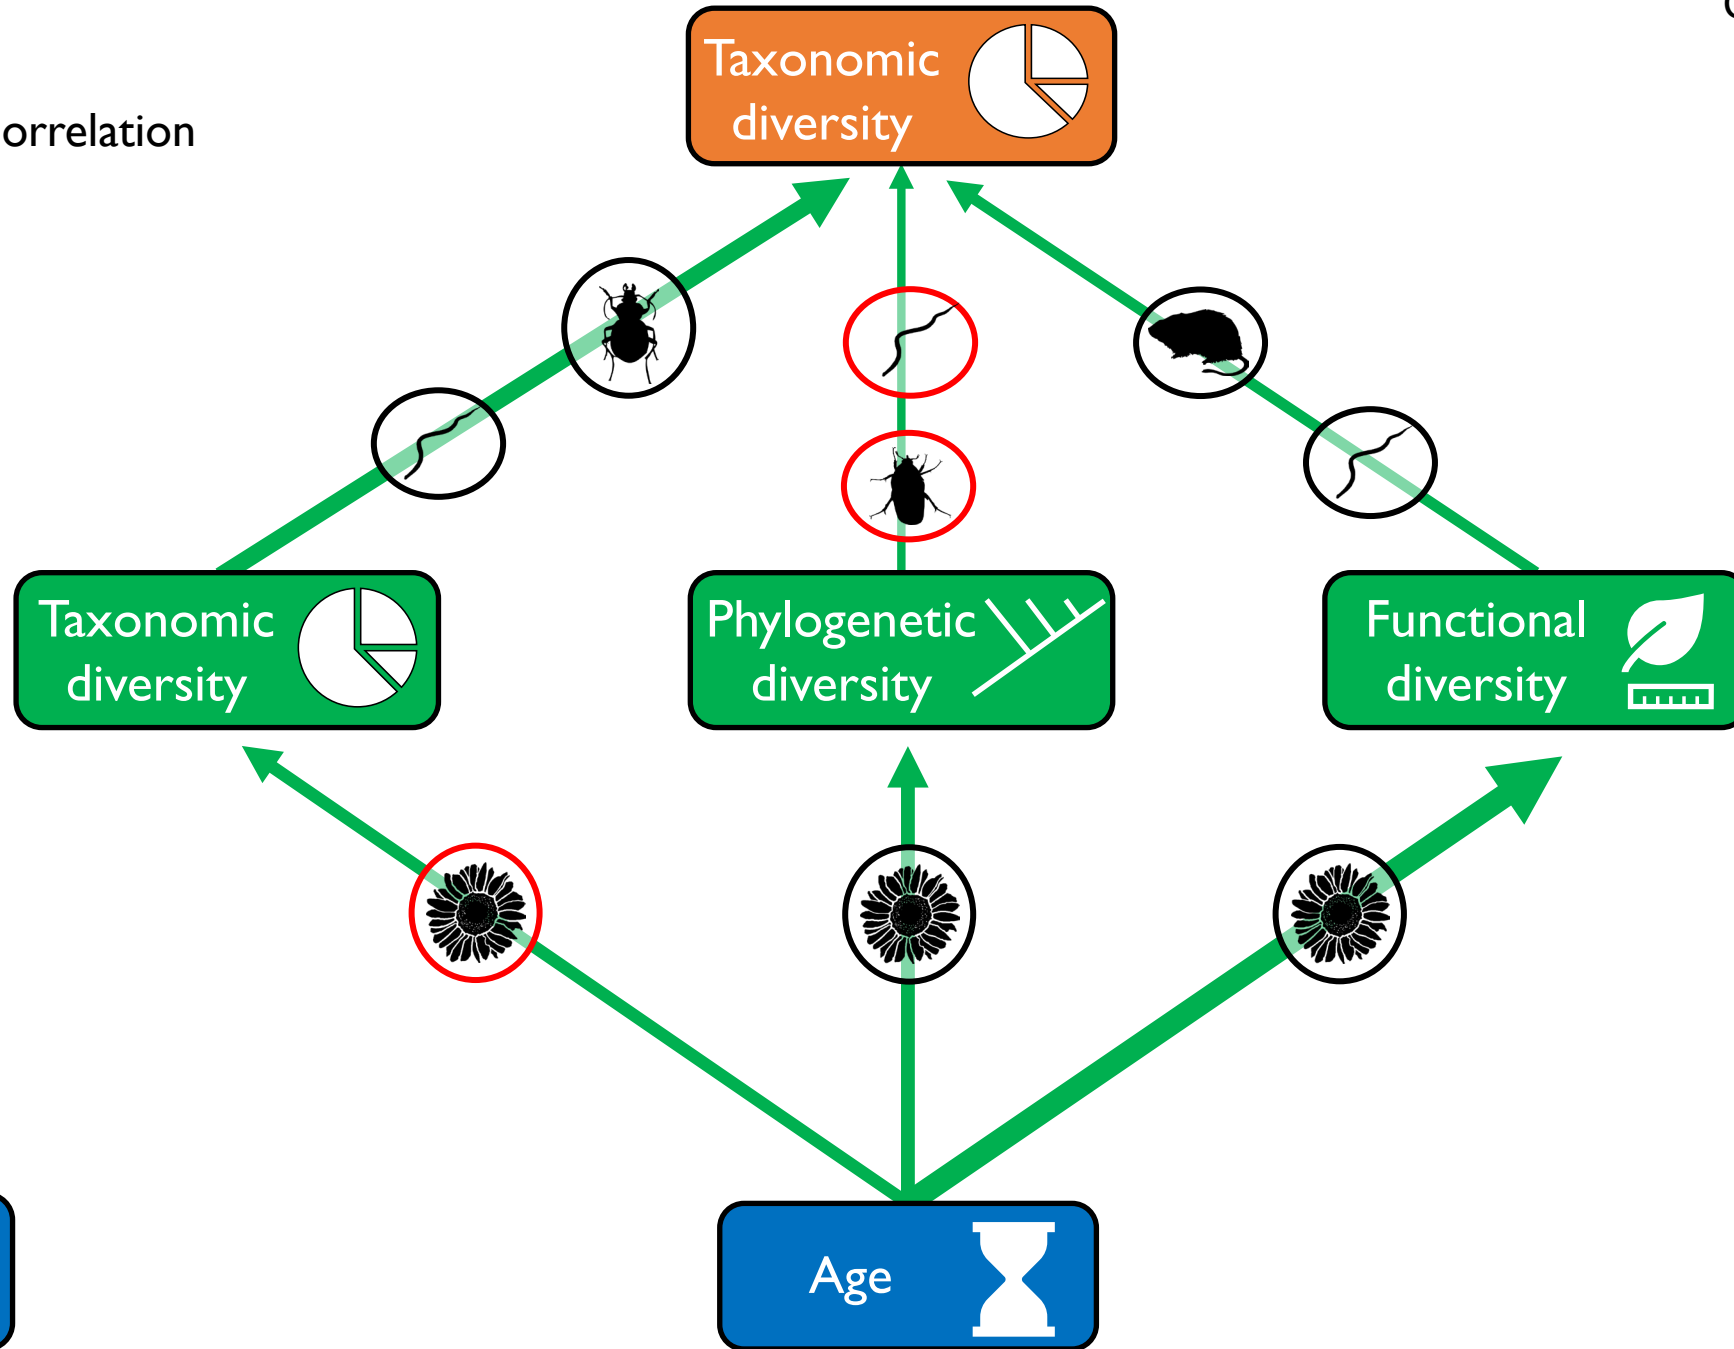 Taxonomic
diversity
orrelation
Taxonomic
diversity
Phylogenetic
diversity
Functional
diversity
Age